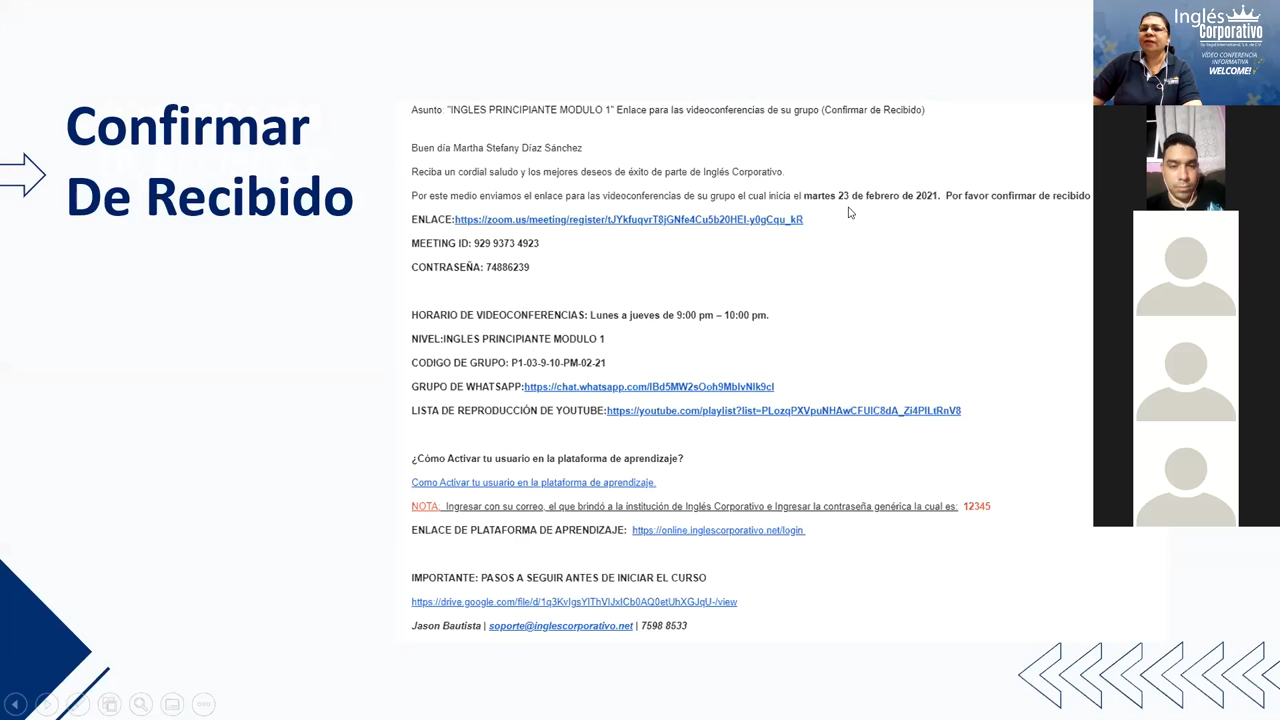 Confirmar
De Recibido
Asunto "INGLES PRINCIPIANTE MODULO 1" Enlace para las videoconferencias de su grupo (Confirmar de Recibido)
Buen día Martha Stefany Díaz Sánchez
Reciba un cordial saludo y los mejores deseos de éxito de parte de Inglés Corporativo.
Por este medio enviamos el enlace para las videoconferencias de su grupo el cual inicia el martes 23 de febrero de 2021. Por favor confirmar de recibido
ENLACE:https://zoom.us/meeting/register/tJYkfuqvrT8jGNfe4Cu5b20HEI-y0gCqu_kR
MEETING ID: 929 9373 4923
CONTRASEÑA: 74886239
HORARIO DE VIDEOCONFERENCIAS: Lunes a jueves de 9:00 pm – 10:00 pm.
NIVEL:INGLES PRINCIPIANTE MODULO 1
CODIGO DE GRUPO: P1-03-9-10-PM-02-21
GRUPO DE WHATSAPP:https://chat.whatsapp.com/IBd5MW2sOoh9MbIvNlk9cI
LISTA DE REPRODUCCIÓN DE YOUTUBE:https://youtube.com/playlist?list=PLozqPXVpuNHAwCFUIC8dA_Zi4PILtRnV8
¿Cómo Activar tu usuario en la plataforma de aprendizaje?
Como Activar tu usuario en la plataforma de aprendizaje.
NOTA: Ingresar con su correo, el que brindó a la institución de Inglés Corporativo e Ingresar la contraseña genérica la cual es: 12345
ENLACE DE PLATAFORMA DE APRENDIZAJE: https://online.inglescorporativo.net/login
IMPORTANTE: PASOS A SEGUIR ANTES DE INICIAR EL CURSO
https://drive.google.com/file/d/1q3KvIgsYIThVlJxICb0AQ0etUhXGJqU-/view
Jason Bautista | soporte@inglescorporativo.net | 7598 8533
Inglés
Corporativo
VÍDEO CONFERENCIA
INFORMATIVA
WELCOME!